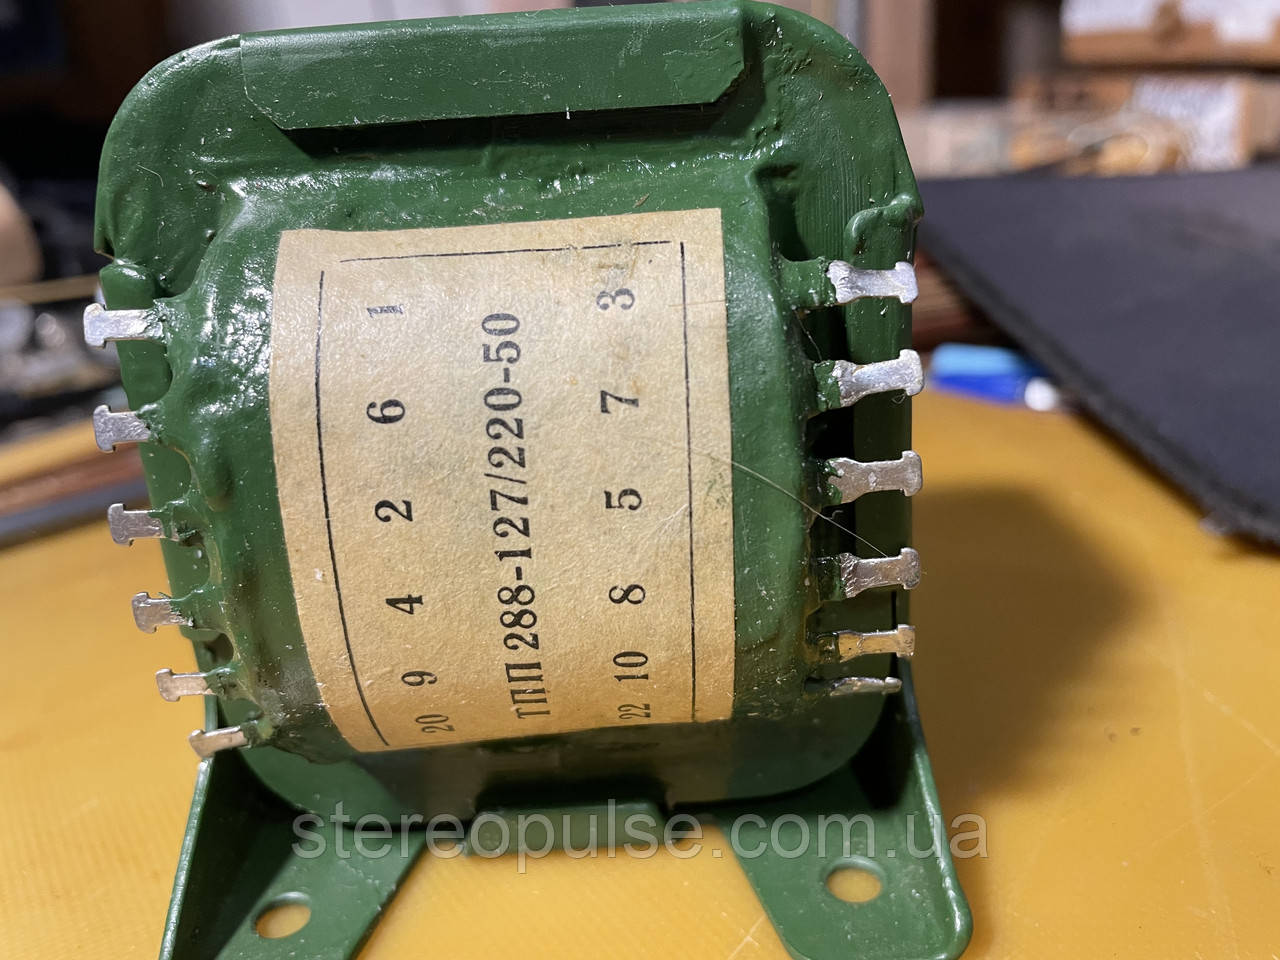 1 6 2 4 9 20
ТПП 288-127/220-50
3 7 5 8 10 22
stereopulse.com.ua